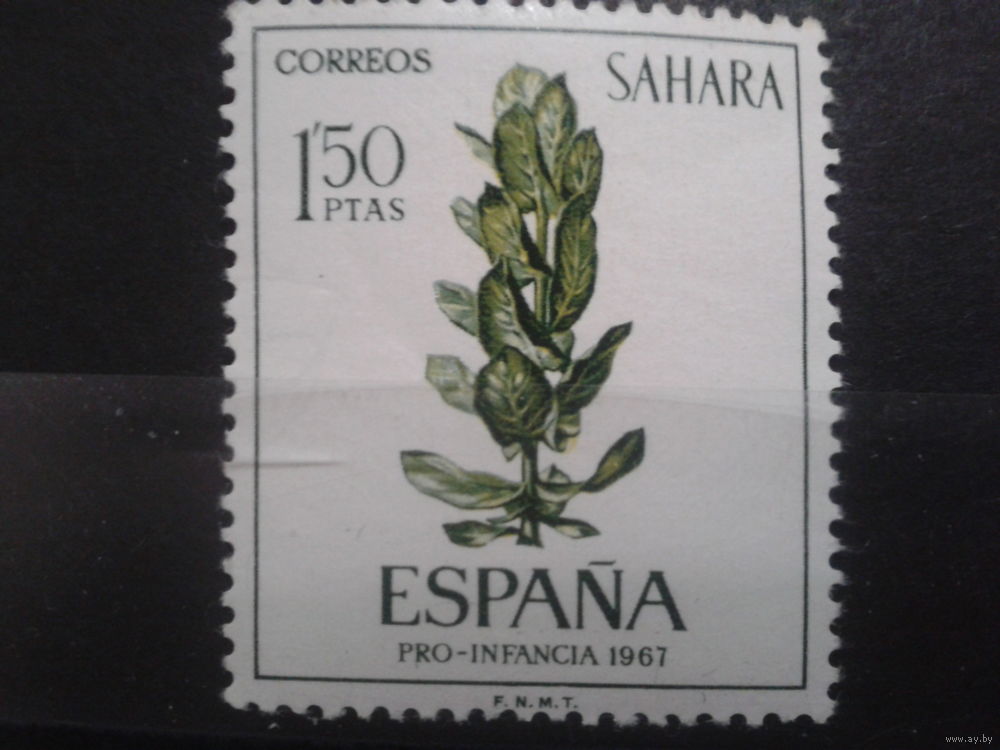 CORREOS
SAHARA
1'50
PTAS
ESPAÑA
PRO-INFANCIA 1967
F. N. M. T.
www.ay.by